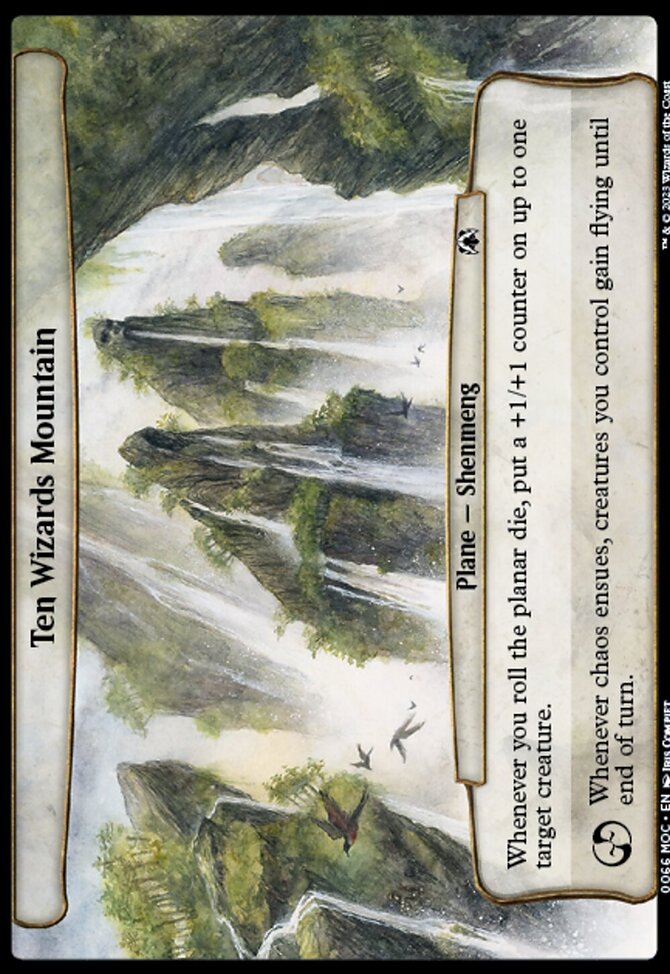 Ten Wizards Mountain
Plane — Shenmeng
Whenever you roll the planar die, put a +1/+1 counter on up to one
target creature.
Whenever chaos ensues, creatures you control gain flying until
end of turn.
0066 MOC • EN Iris Compiet
™ & © 2023 Wizards of the Coast